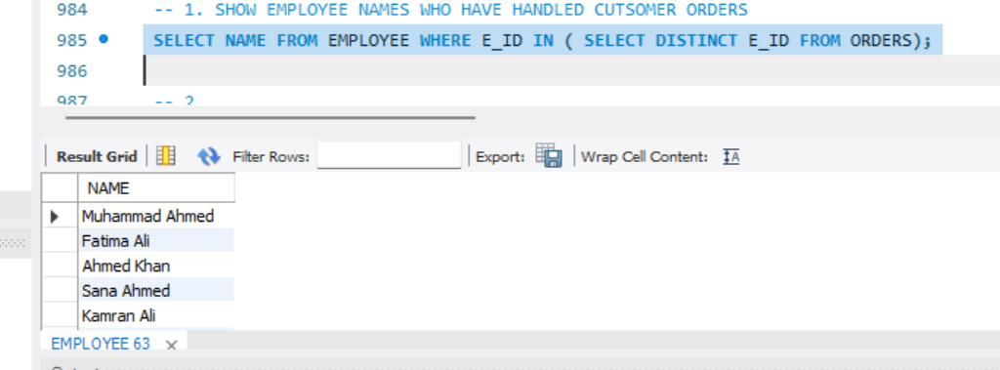 984 -- 1. SHOW EMPLOYEE NAMES WHO HAVE HANDLED CUTSOMER ORDERS
985 SELECT NAME FROM EMPLOYEE WHERE E_ID IN ( SELECT DISTINCT E_ID FROM ORDERS);
986
987 -- 2
Result Grid Filter Rows: Export: Wrap Cell Content: IA
NAME
Muhammad Ahmed
Fatima Ali
Ahmed Khan
Sana Ahmed
Kamran Ali
EMPLOYEE 63 ×